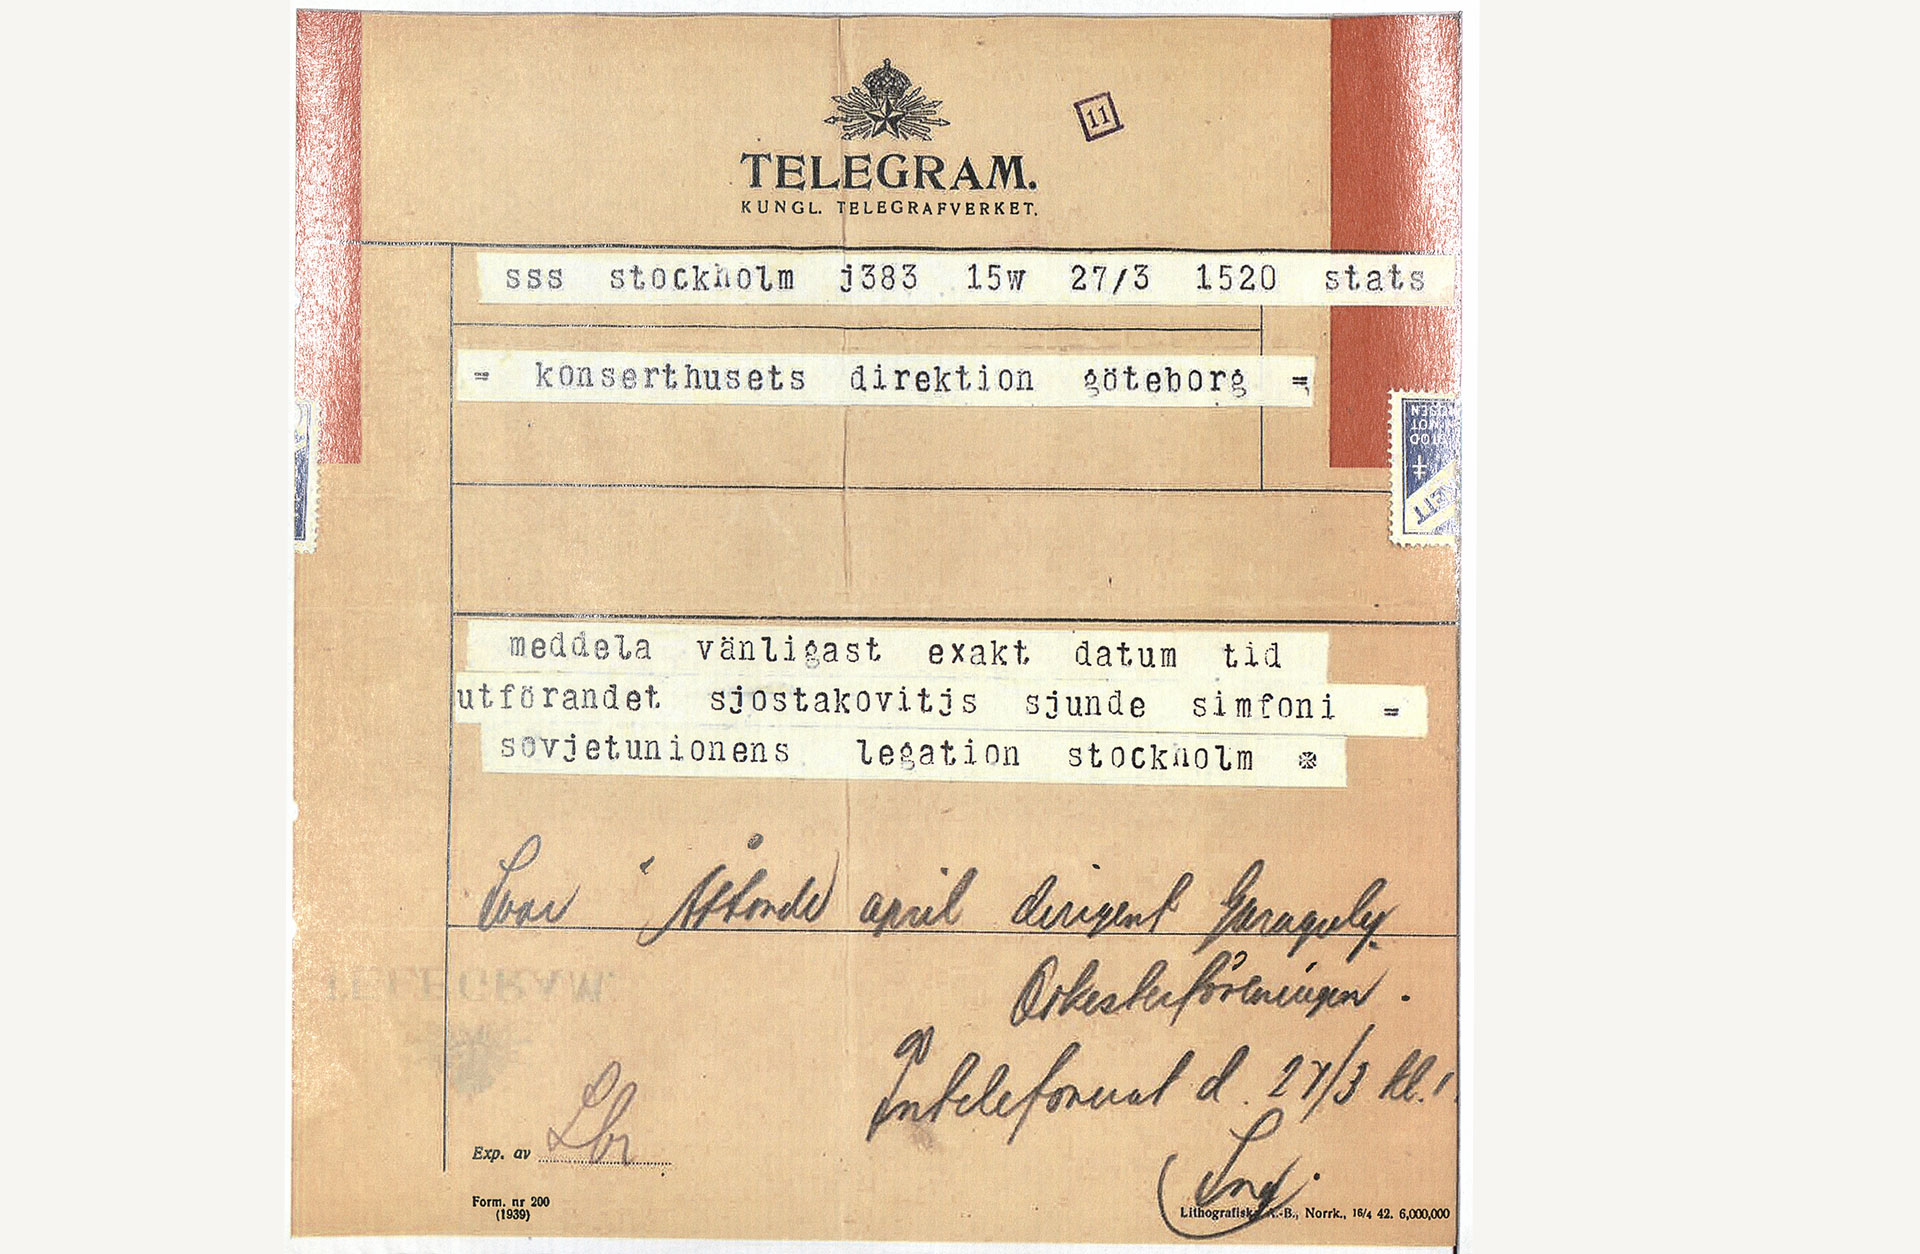 11
TELEGRAM.
KUNGL. TELEGRAFVERKET.
sss stockholm j383 15w 27/3 1520 stats
= konserthusets direktion göteborg =
meddela vänligast exakt datum tid
utförandet sjostakovitjs sjunde simfoni =
sovjetunionens legation stockholm
Svar Åttonde april dirigent Garaguly.
Orkesterföreningen.
Intelefonerat d. 27/3 kl.
Exp. av
Form. nr 200
(1939)
Lithografiska A.-B., Norrk., 16/4 42. 6,000,000